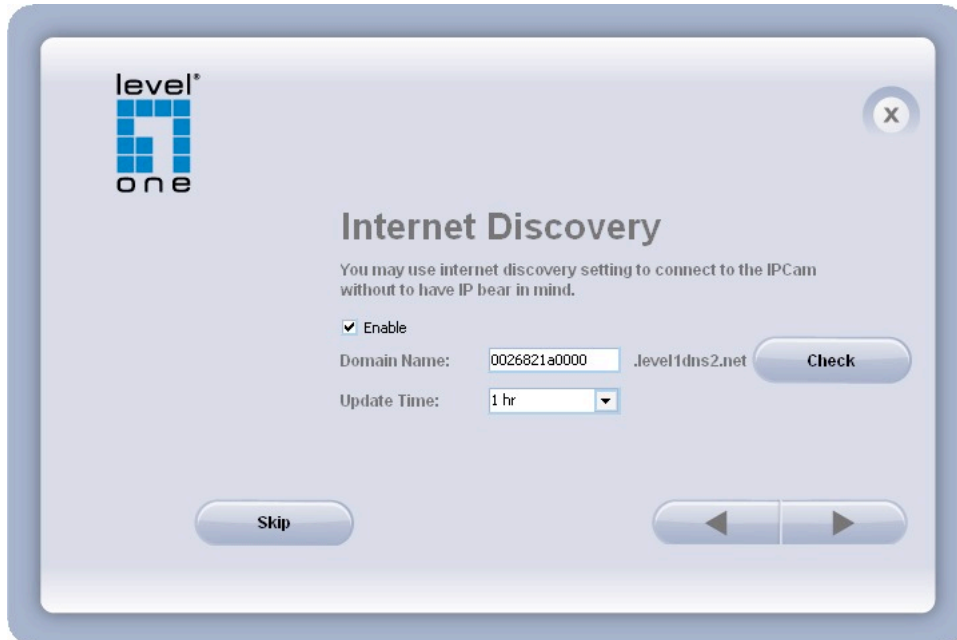 level®
one
X
Internet Discovery
You may use internet discovery setting to connect to the IPCam
without to have IP bear in mind.
Enable
Domain Name: 0026821a0000 .level1dns2.net Check
Update Time: 1 hr
Skip